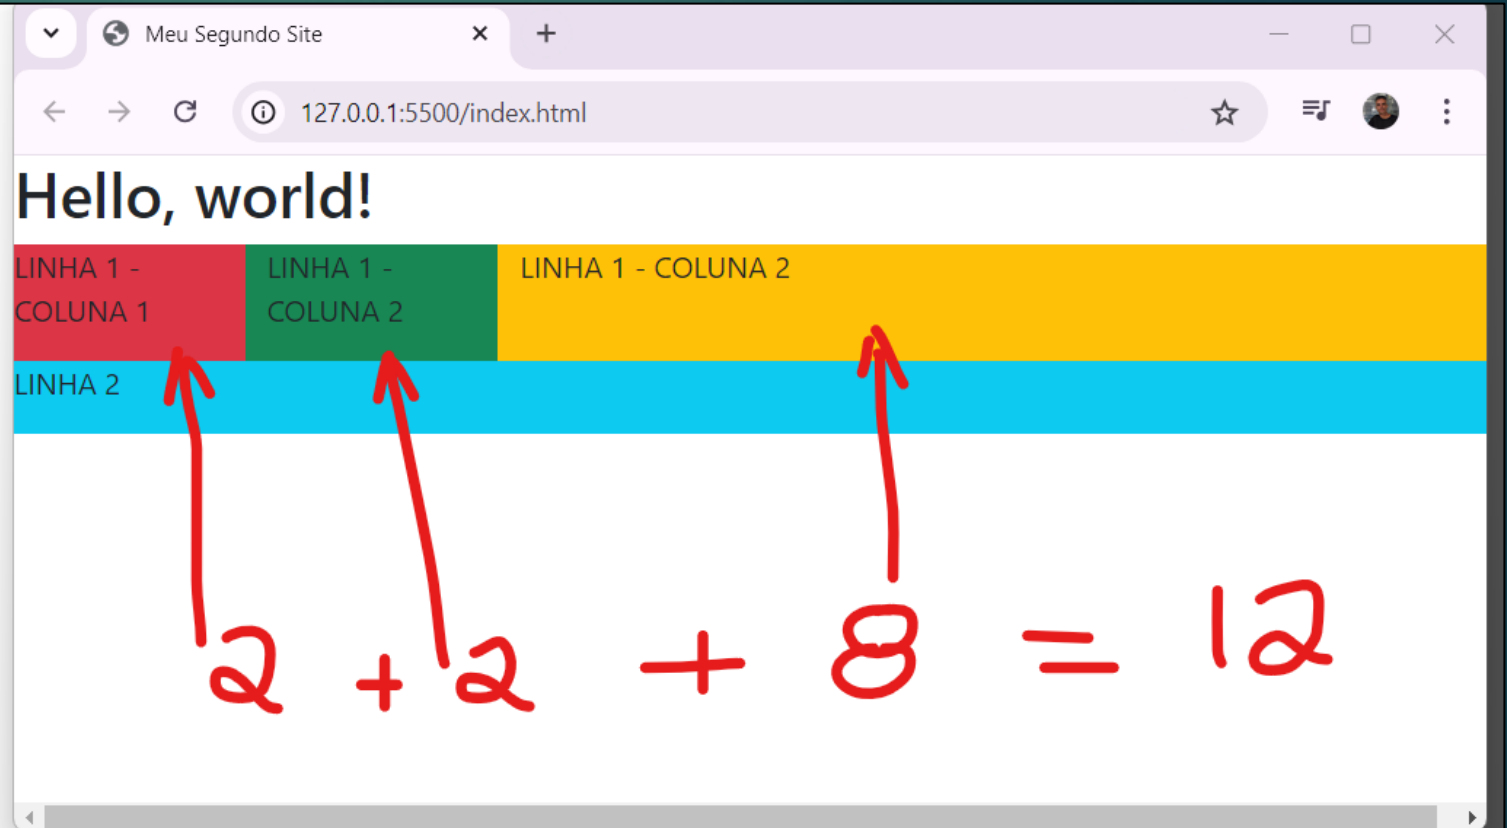 Meu Segundo Site
127.0.0.1:5500/index.html
Hello, world!
LINHA 1 -
COLUNA 1
LINHA 1 -
COLUNA 2
LINHA 1 - COLUNA 2
LINHA 2
2 + 2 + 8 = 12